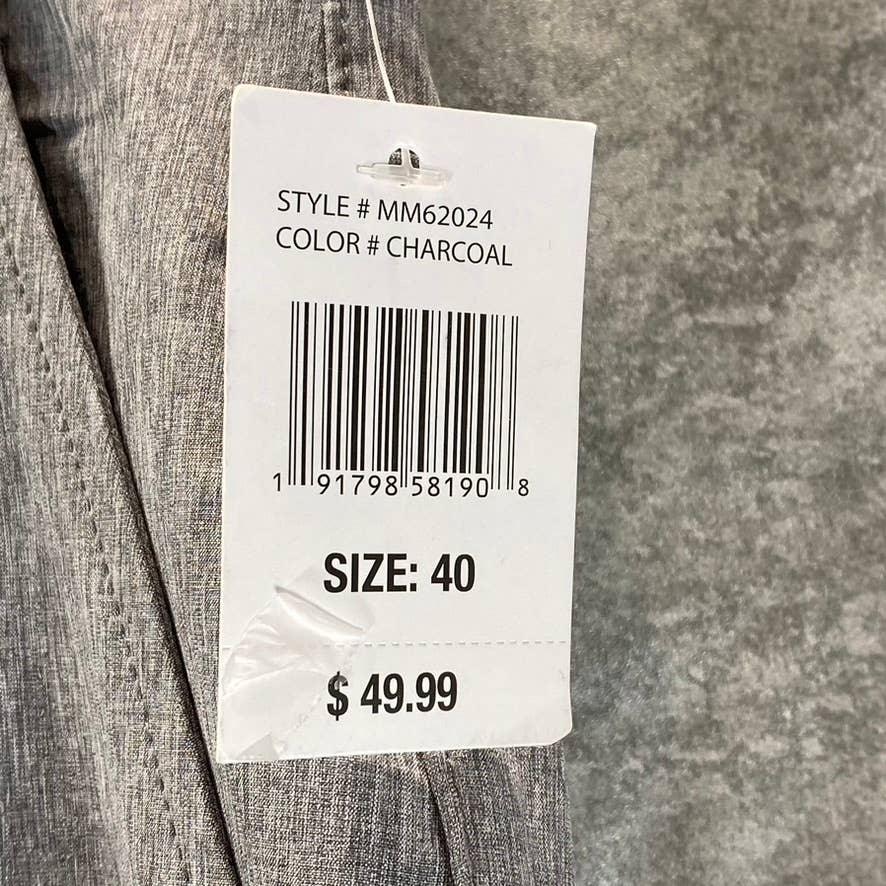 STYLE # MM62024
COLOR # CHARCOAL
1 91798 58190 8
SIZE: 40
$ 49.99